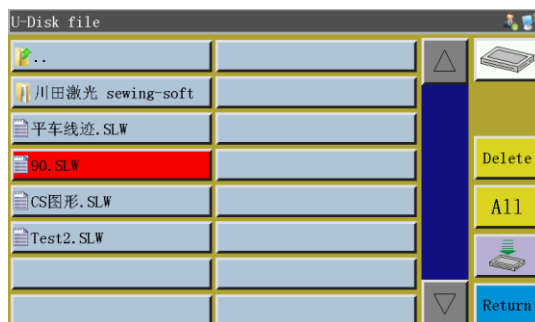 U-Disk file
..
川田激光 sewing-soft
平车线迹.SLW
90.SLW
Delete
CS图形.SLW
All
Test2.SLW
Return